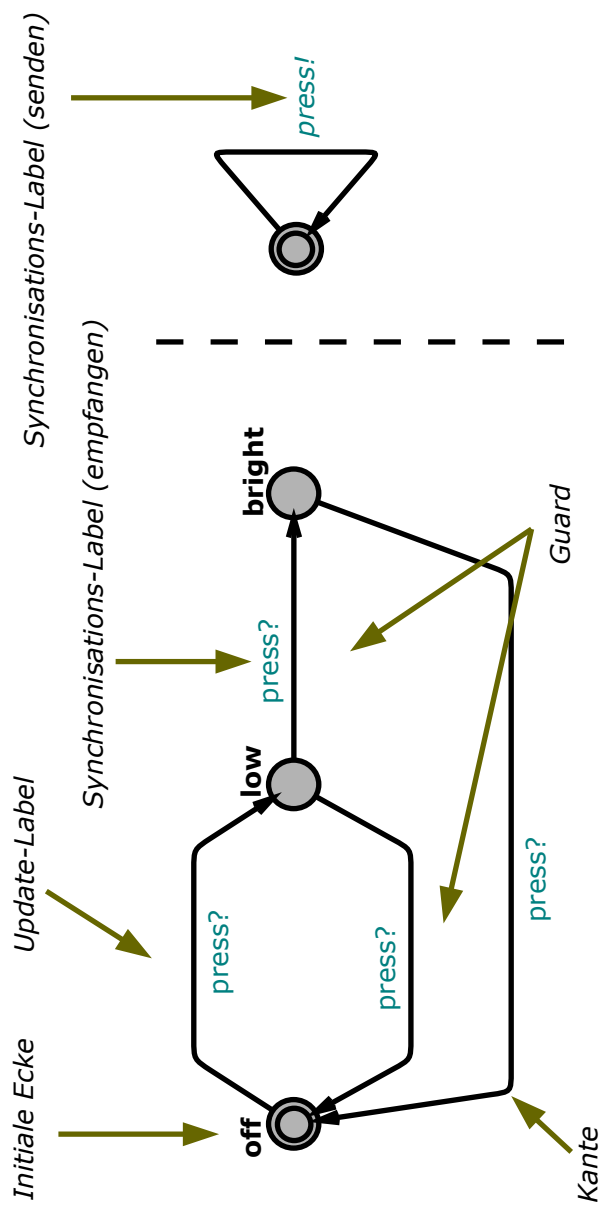 Initiale Ecke
Update-Label
Synchronisations-Label (empfangen)
Synchronisations-Label (senden)
press!
press?
press?
off
low
bright
press?
press?
Guard
Kante